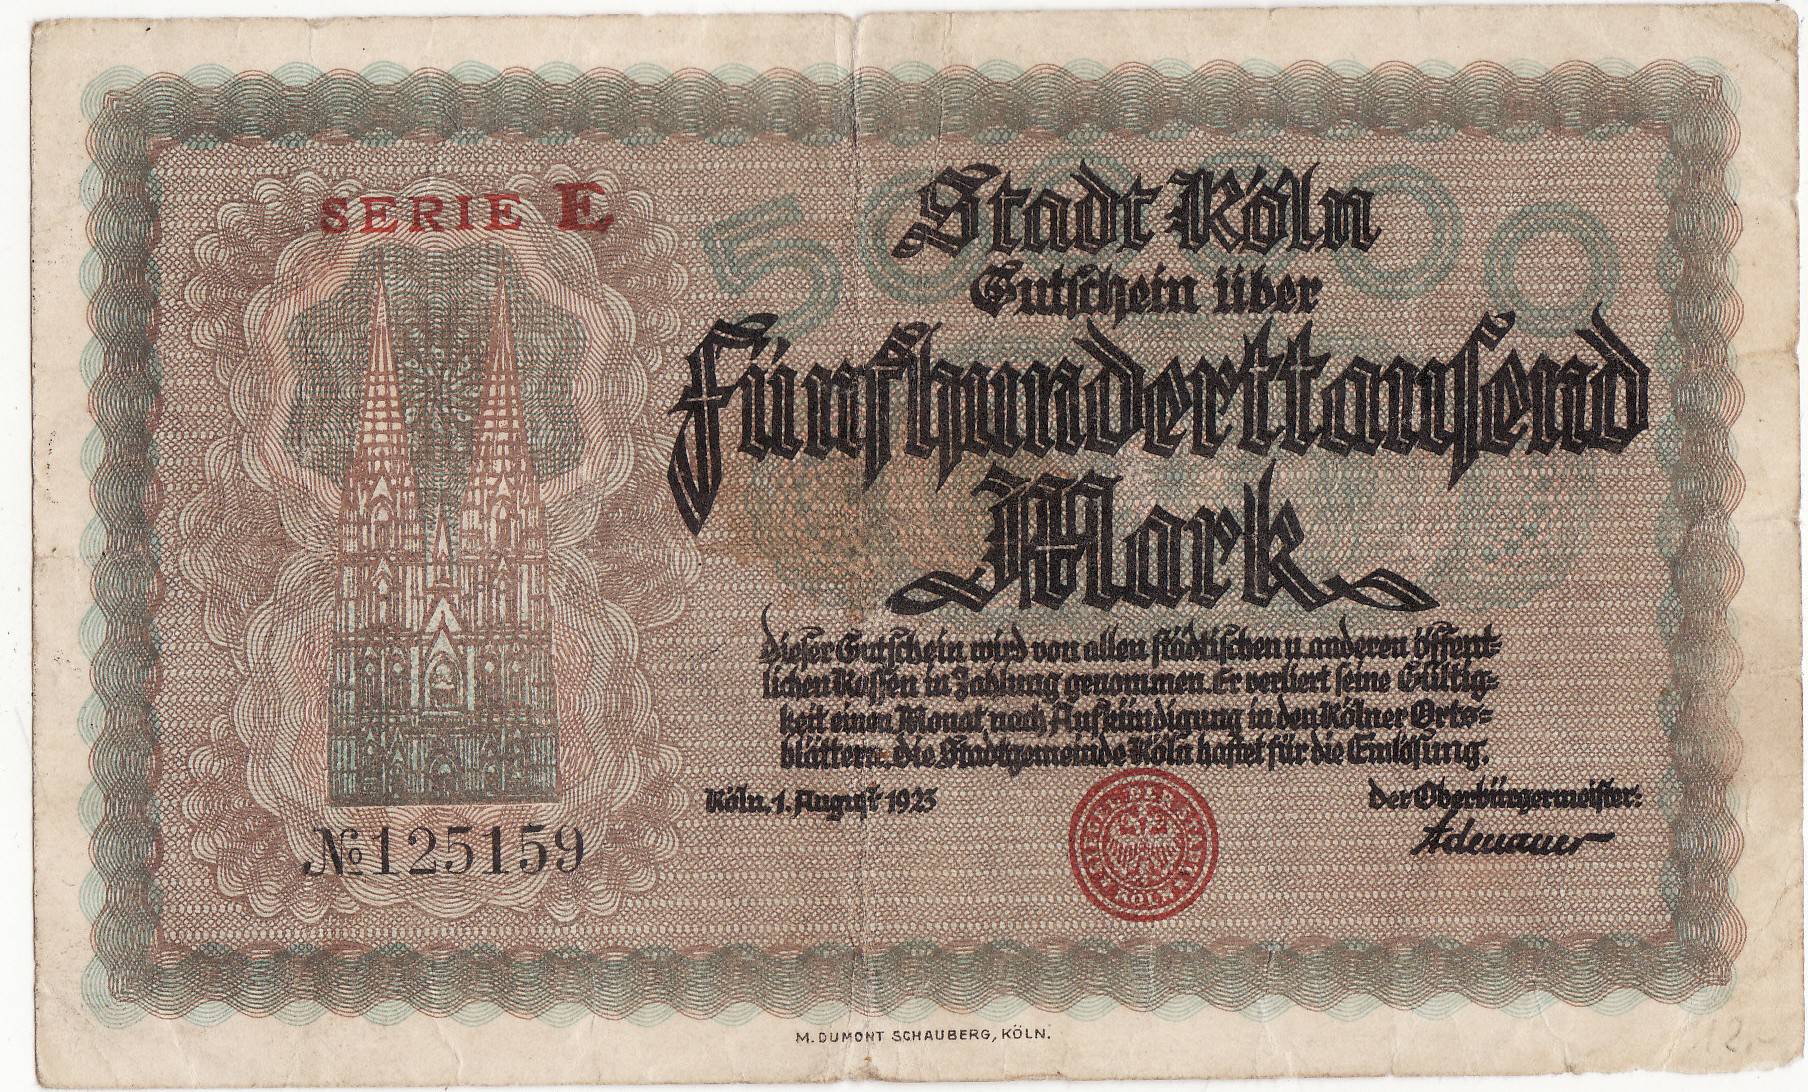 SERIE E
500000
Stadt Köln
Gutschein über
Fünfhunderttausend
Mark
Dieser Gutschein wird von allen städtischen u. anderen öffent-
lichen Kassen in Zahlung genommen. Er verliert seine Gültig-
keit einen Monat nach Aufkündigung in den Kölner Orts-
blättern. Die Stadtgemeinde Köln haftet für die Einlösung.
Köln, 1. August 1923
Der Oberbürgermeister:
Adenauer
№125159
M. DUMONT SCHAUBERG, KÖLN.